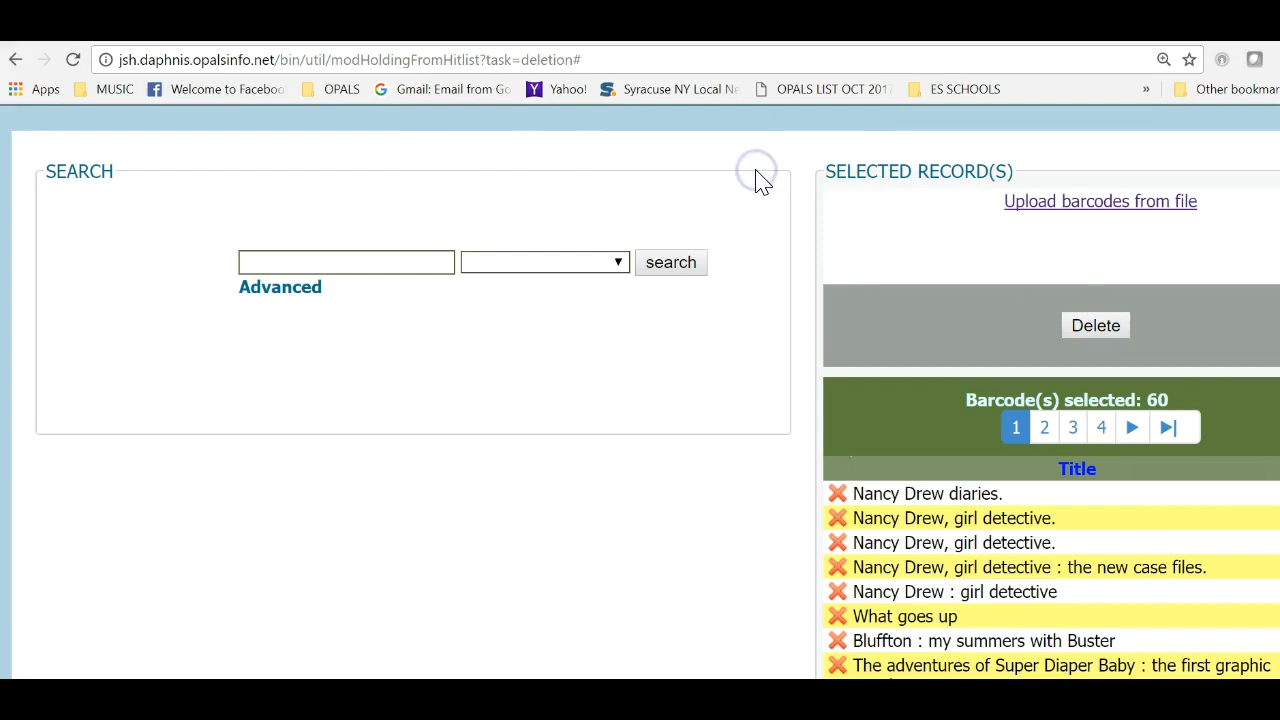 jsh.daphnis.opalsinfo.net/bin/util/modHoldingFromHitlist?task=deletion#
Apps MUSIC Welcome to Facebo OPALS Gmail: Email from Go Yahoo! Syracuse NY Local Ne OPALS LIST OCT 2017 ES SCHOOLS » Other bookmar
SEARCH
search
Advanced
SELECTED RECORD(S)
Upload barcodes from file
Delete
Barcode(s) selected: 60
1 2 3 4
Title
Nancy Drew diaries.
Nancy Drew, girl detective.
Nancy Drew, girl detective.
Nancy Drew, girl detective : the new case files.
Nancy Drew : girl detective
What goes up
Bluffton : my summers with Buster
The adventures of Super Diaper Baby : the first graphic